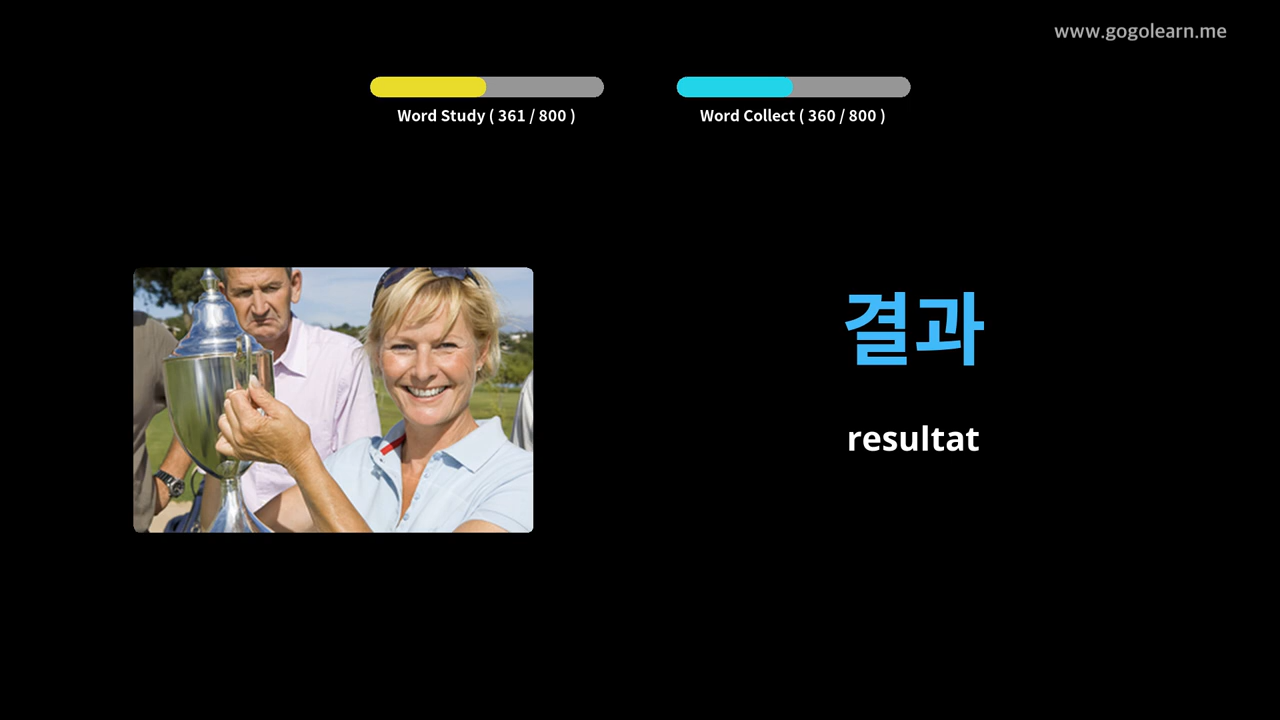 www.gogolearn.me
Word Study ( 361 / 800 )
Word Collect ( 360 / 800 )
결과
resultat